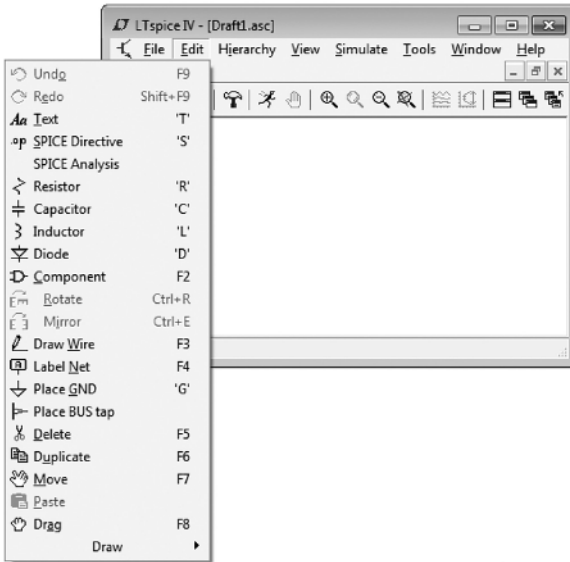 LTspice IV - [Draft1.asc]
File Edit Hierarchy View Simulate Tools Window Help
Undo F9
Redo Shift+F9
Aa Text 'T'
.op SPICE Directive 'S'
SPICE Analysis
Resistor 'R'
Capacitor 'C'
Inductor 'L'
Diode 'D'
Component F2
Rotate Ctrl+R
Mirror Ctrl+E
Draw Wire F3
Label Net F4
Place GND 'G'
Place BUS tap
Delete F5
Duplicate F6
Move F7
Paste
Drag F8
Draw